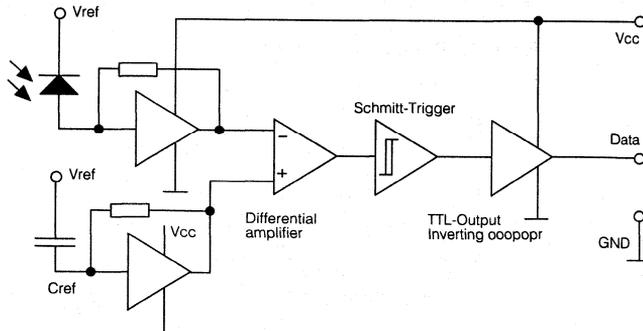 Vref
Vcc
Schmitt-Trigger
Data
−
+
Vref
Differential
amplifier
TTL-Output
Inverting ooopopr
Vcc
GND
Cref